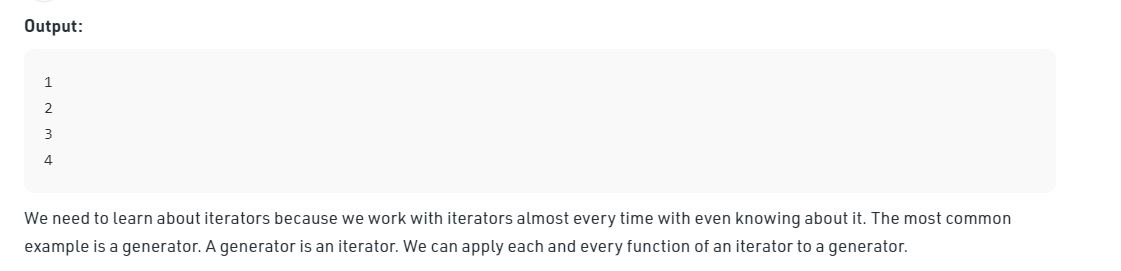 Output:
1
2
3
4
We need to learn about iterators because we work with iterators almost every time with even knowing about it. The most common
example is a generator. A generator is an iterator. We can apply each and every function of an iterator to a generator.